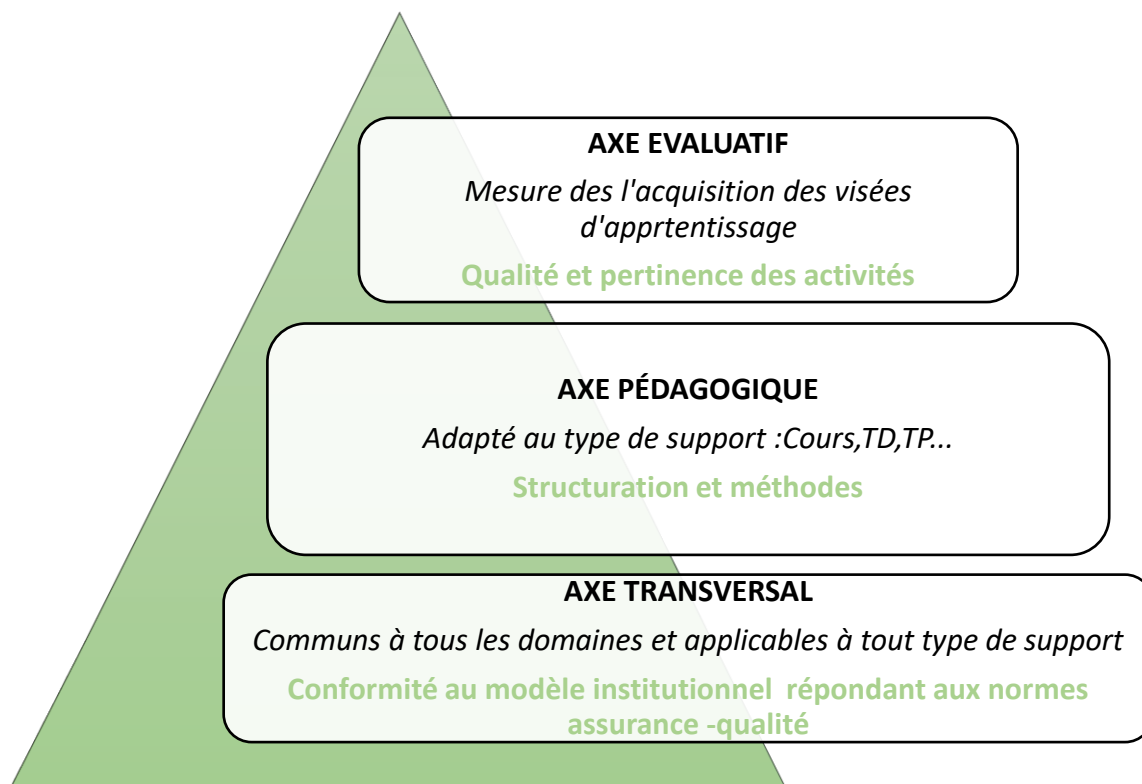 AXE EVALUATIF
Mesure des l'acquisition des visées
d'apprtentissage
Qualité et pertinence des activités
AXE PÉDAGOGIQUE
Adapté au type de support :Cours,TD,TP...
Structuration et méthodes
AXE TRANSVERSAL
Communs à tous les domaines et applicables à tout type de support
Conformité au modèle institutionnel  répondant aux normes
assurance -qualité